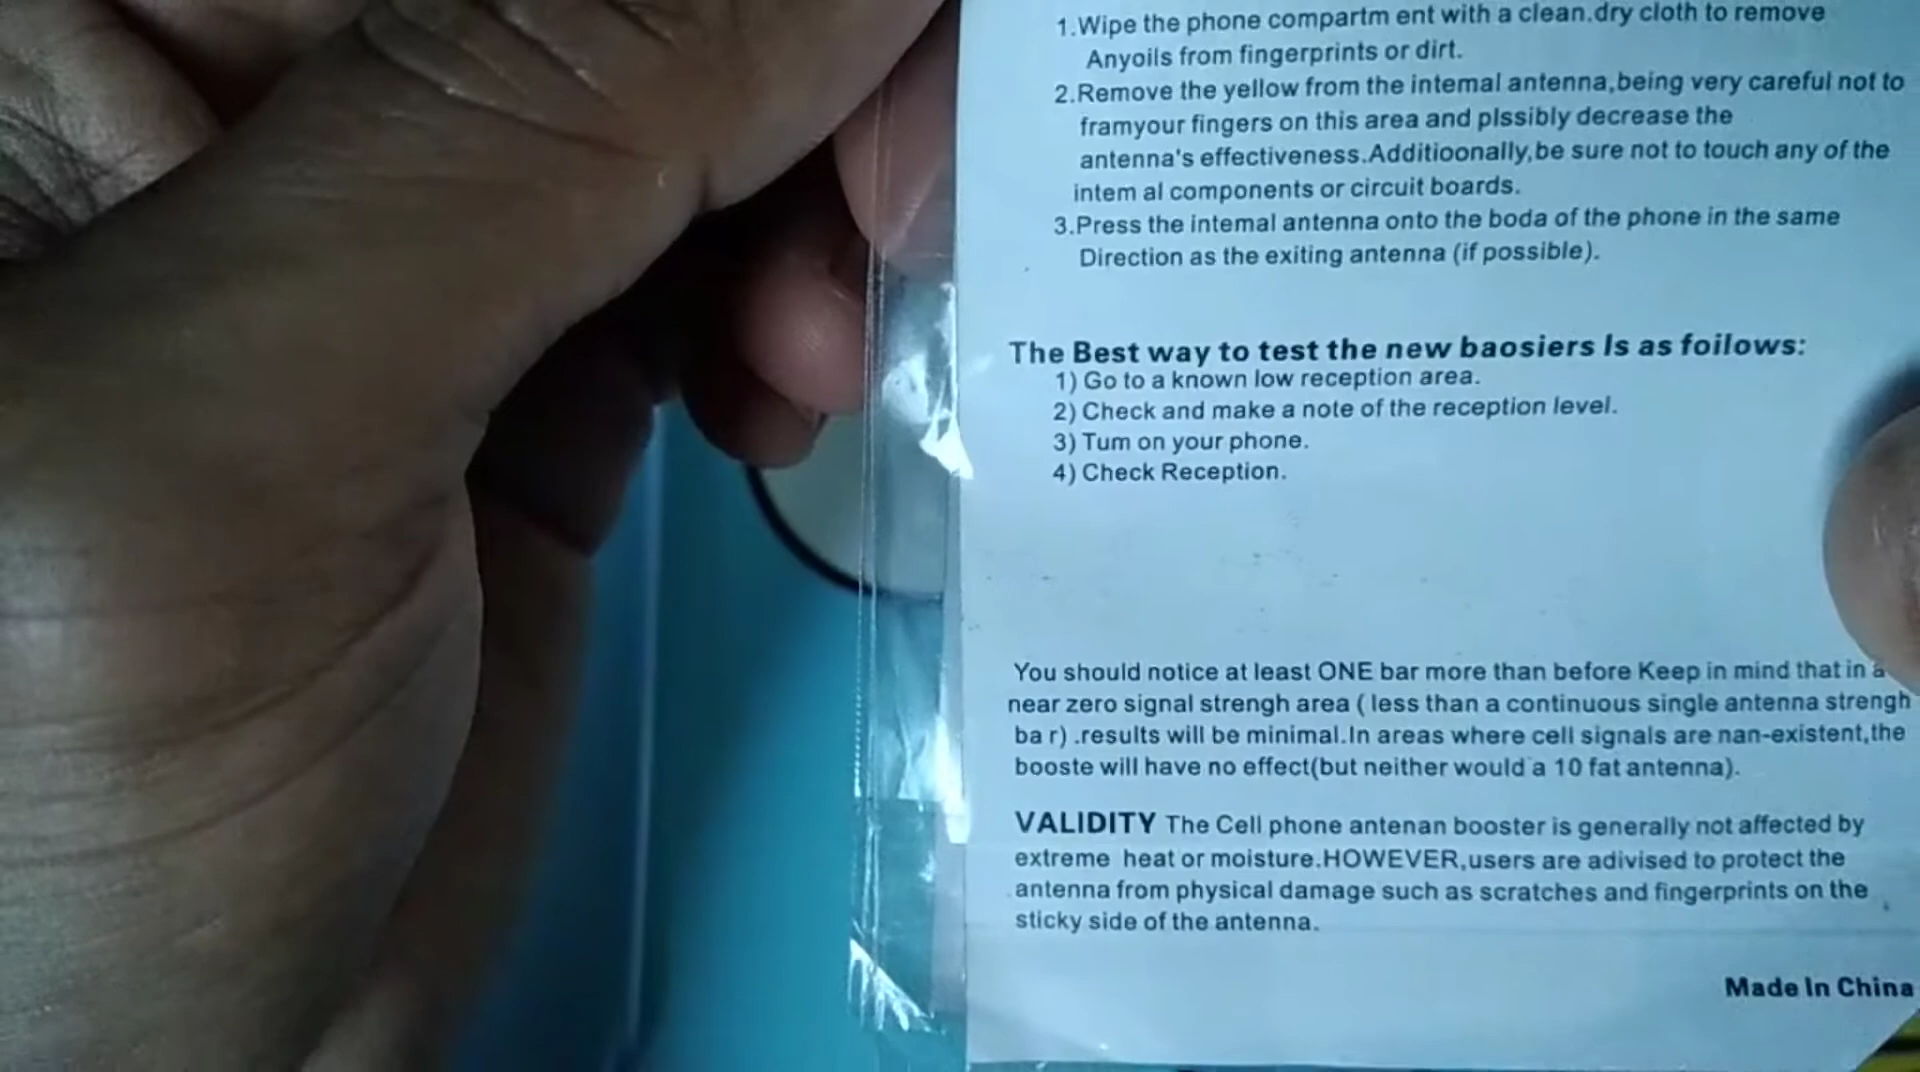 1.Wipe the phone compartm ent with a clean.dry cloth to remove
Anyoils from fingerprints or dirt.
2.Remove the yellow from the intemal antenna,being very careful not to
framyour fingers on this area and plssibly decrease the
antenna's effectiveness.Additioonally,be sure not to touch any of the
intem al components or circuit boards.
3.Press the intemal antenna onto the boda of the phone in the same
Direction as the exiting antenna (if possible).
The Best way to test the new baosiers Is as foilows:
1) Go to a known low reception area.
2) Check and make a note of the reception level.
3) Tum on your phone.
4) Check Reception.
You should notice at least ONE bar more than before Keep in mind that in a
near zero signal strengh area ( less than a continuous single antenna strengh
ba r) .results will be minimal.In areas where cell signals are nan-existent,the
booste will have no effect(but neither would a 10 fat antenna).
VALIDITY The Cell phone antenan booster is generally not affected by
extreme heat or moisture.HOWEVER,users are adivised to protect the
antenna from physical damage such as scratches and fingerprints on the
sticky side of the antenna.
Made In China